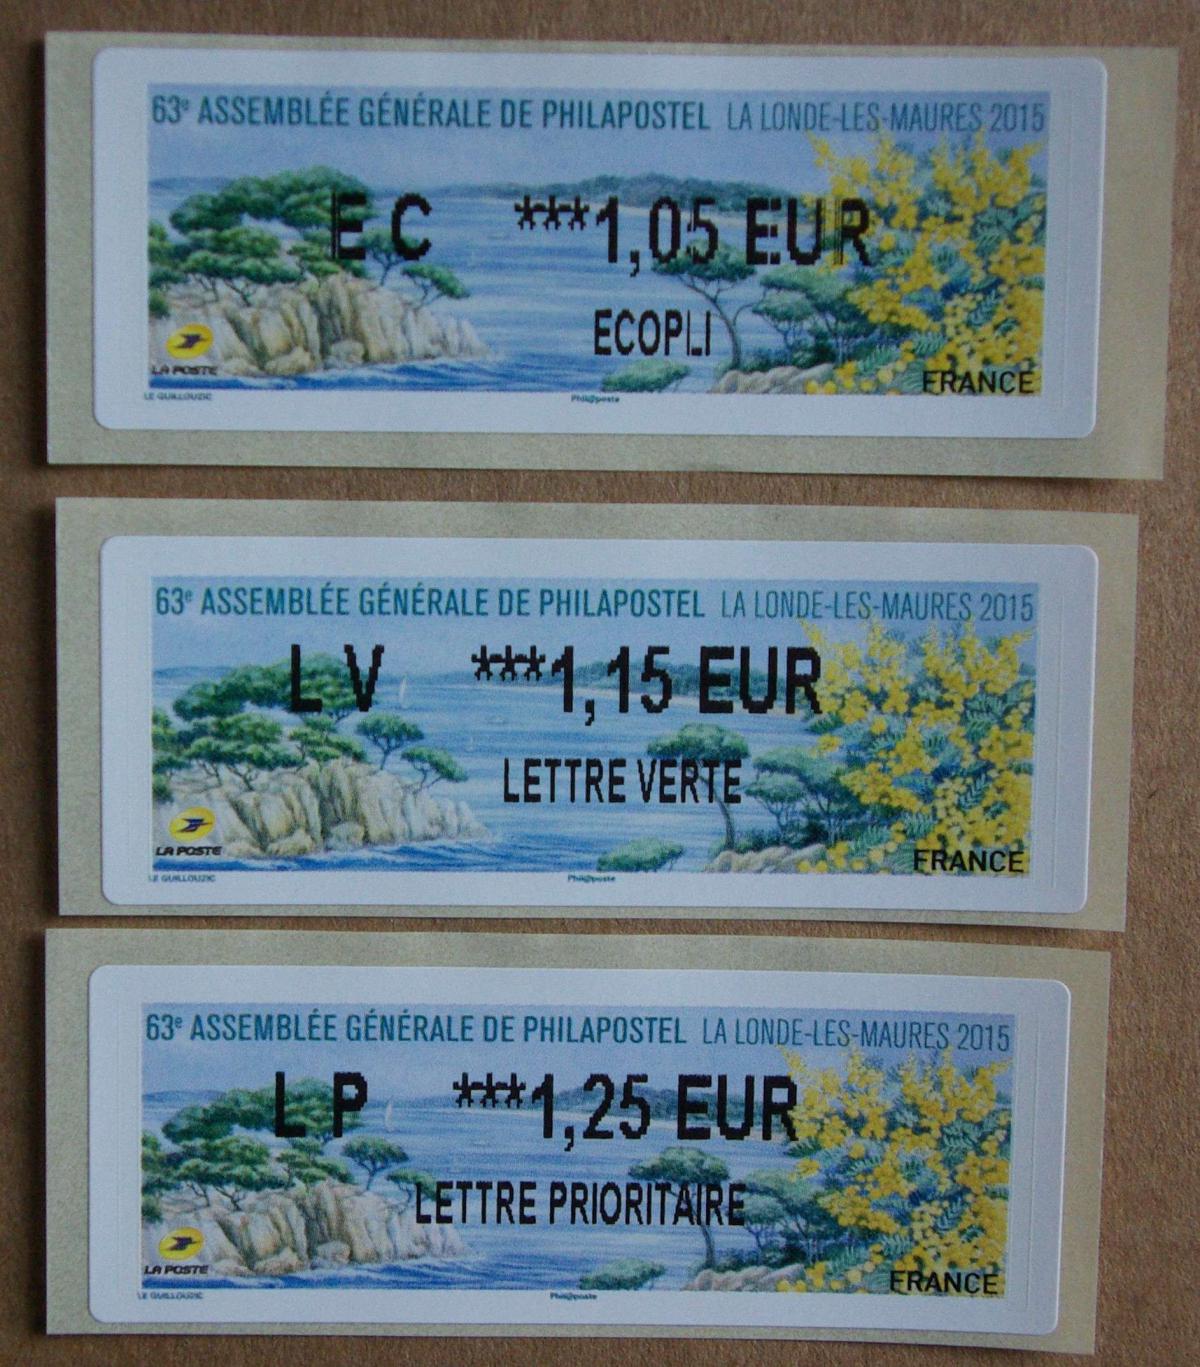 63e ASSEMBLÉE GÉNÉRALE DE PHILAPOSTEL LA LONDE-LES-MAURES 2015
E C ***1,05 EUR
ECOPLI
LA POSTE
FRANCE
LE GUILLOUZIC Phil@poste
63e ASSEMBLÉE GÉNÉRALE DE PHILAPOSTEL LA LONDE-LES-MAURES 2015
L V ***1,15 EUR
LETTRE VERTE
LA POSTE
FRANCE
LE GUILLOUZIC Phil@poste
63e ASSEMBLÉE GÉNÉRALE DE PHILAPOSTEL LA LONDE-LES-MAURES 2015
L P ***1,25 EUR
LETTRE PRIORITAIRE
LA POSTE
FRANCE
LE GUILLOUZIC Phil@poste